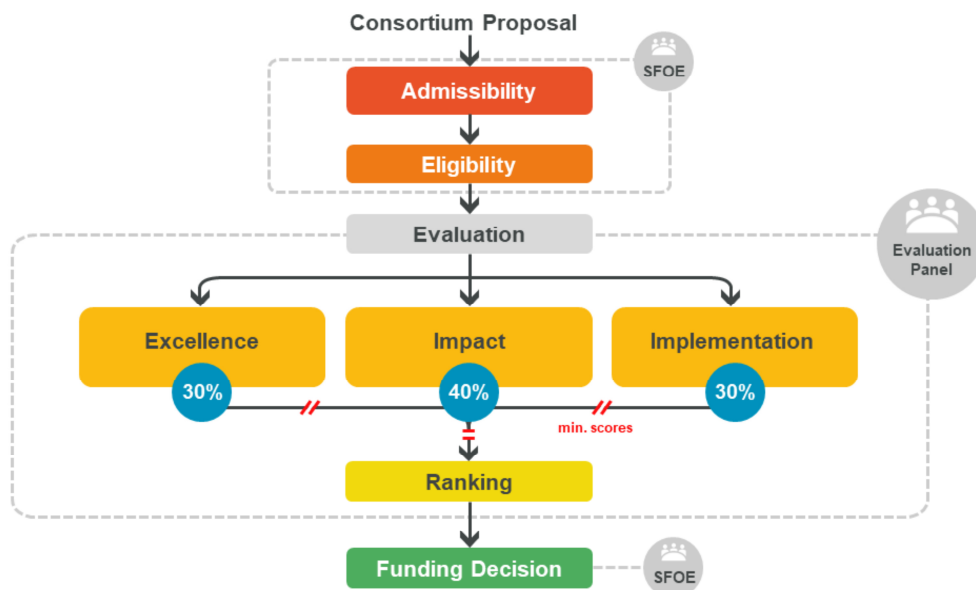 Consortium Proposal
SFOE
Admissibility
Eligibility
Evaluation
Evaluation
Panel
Excellence
Impact
Implementation
30%
40%
30%
min. scores
Ranking
Funding Decision
SFOE